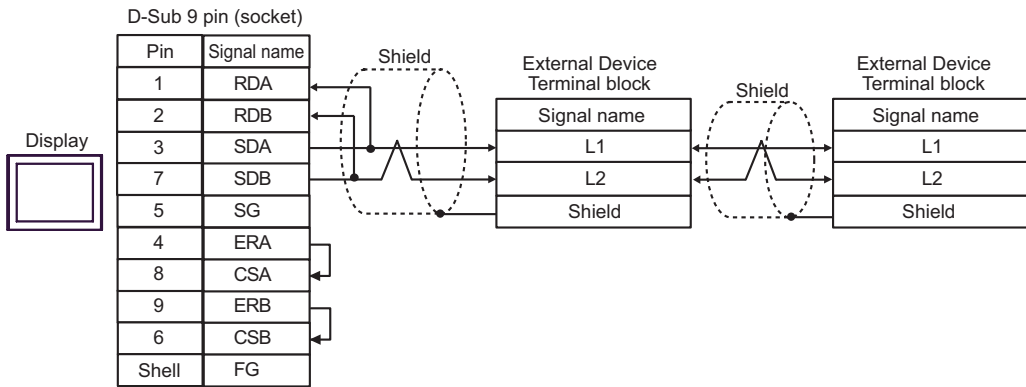 D-Sub 9 pin (socket)
Pin Signal name
1 RDA
2 RDB
3 SDA
7 SDB
5 SG
4 ERA
8 CSA
9 ERB
6 CSB
Shell FG
Display
Shield
External Device
Terminal block
Signal name
L1
L2
Shield
Shield
External Device
Terminal block
Signal name
L1
L2
Shield